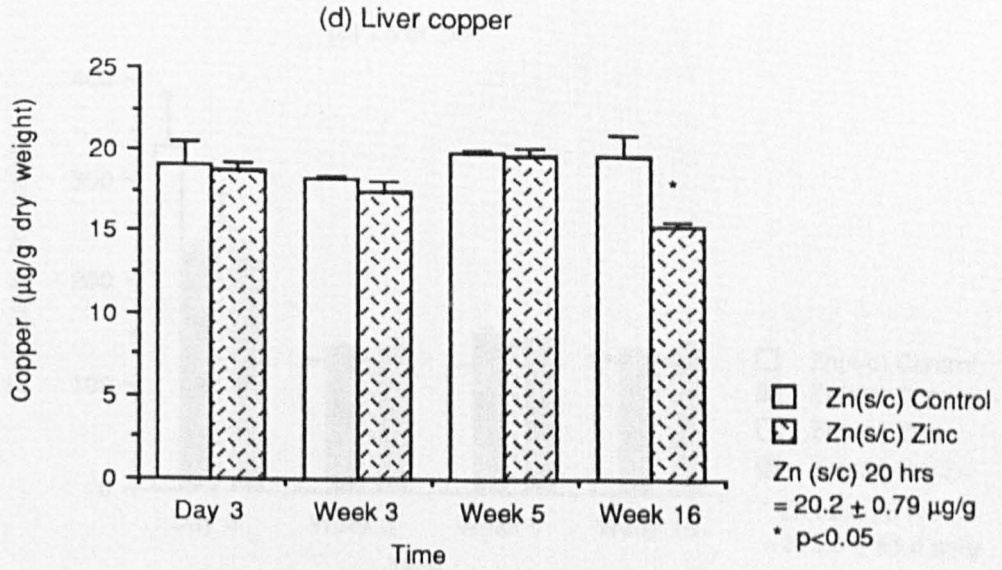 (d) Liver copper
25
20
15
10
5
0
Copper (µg/g dry weight)
*
Day 3 Week 3 Week 5 Week 16
Time
Zn(s/c) Control
Zn(s/c) Zinc
Zn (s/c) 20 hrs
= 20.2 ± 0.79 µg/g
* p<0.05